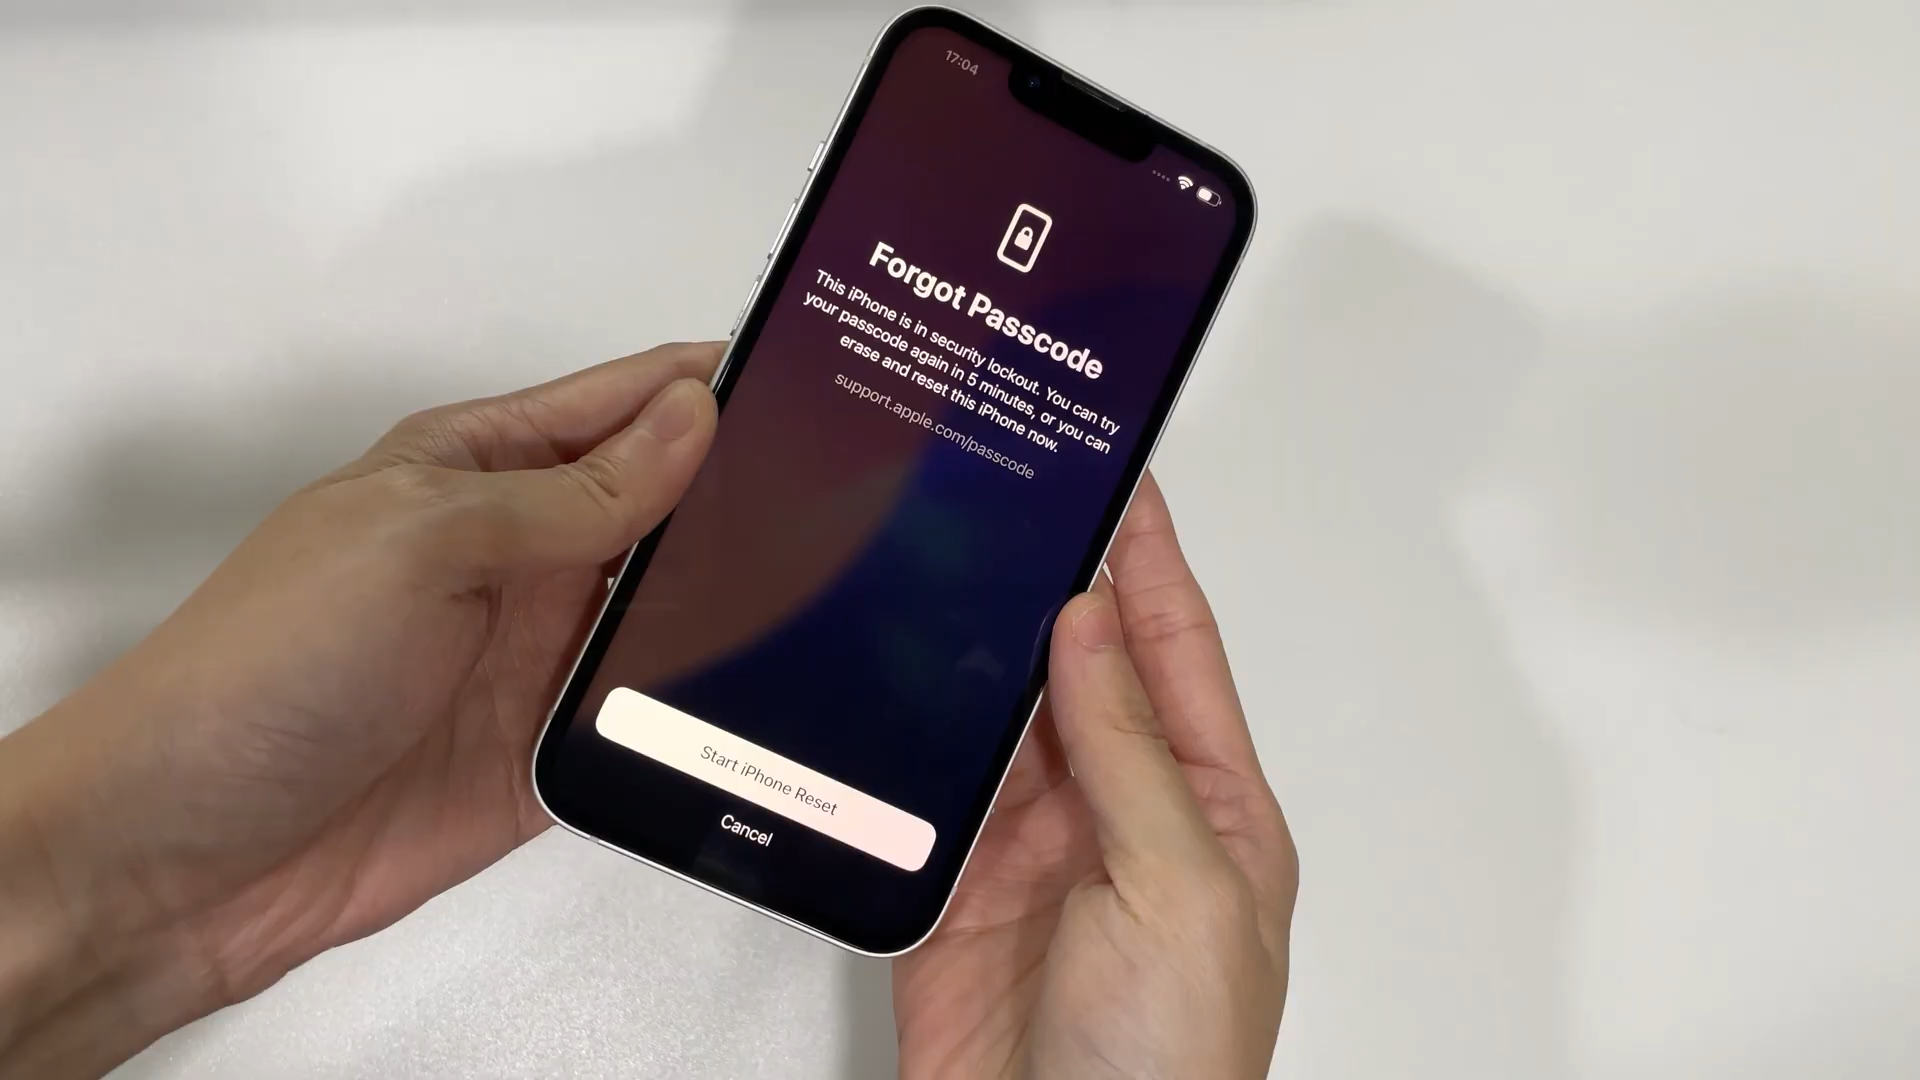 17:04
Forgot Passcode
This iPhone is in security lockout. You can try
your passcode again in 5 minutes, or you can
erase and reset this iPhone now.
support.apple.com/passcode
Start iPhone Reset
Cancel